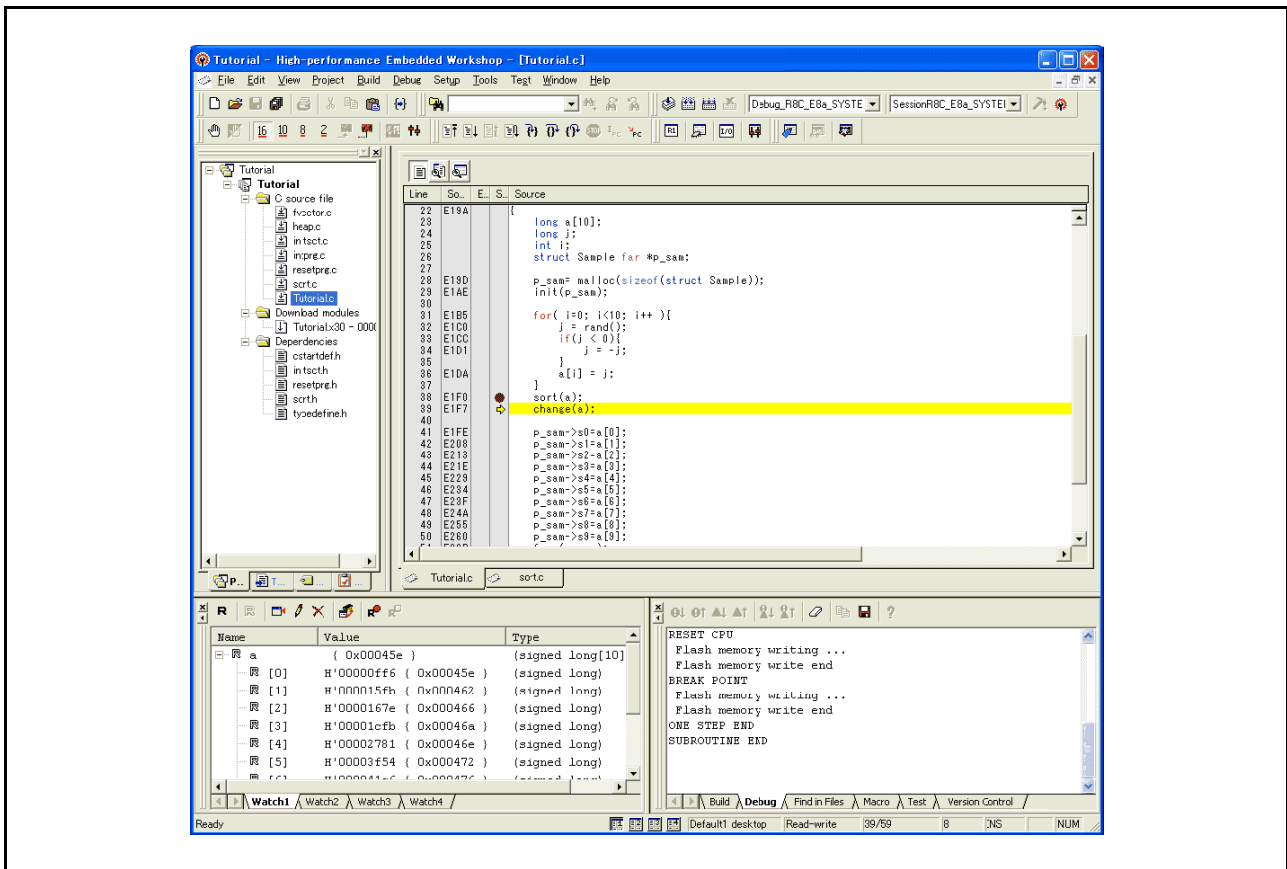 Tutorial - High-performance Embedded Workshop - [Tutorial.c]
File Edit View Project Build Debug Setup Tools Test Window Help
Debug_R8C_E8a_SYSTE SessionR8C_E8a_SYSTEI
16 10 8 2
Tutorial
Tutorial
C source file
fvector.c
heap.c
intsct.c
intprg.c
resetprg.c
sort.c
Tutorial.c
Download modules
Tutorial.x30 - 0000
Dependencies
cstartdef.h
intsct.h
resetprg.h
sort.h
typedefine.h
P... T...
Line So... E.. S.. Source
22 E19A {
23 long a[10];
24 long j;
25 int i;
26 struct Sample far *p_sam;
27
28 E19D p_sam= malloc(sizeof(struct Sample));
29 E1AE init(p_sam);
30
31 E1B5 for( i=0; i<10; i++ ){
32 E1C0 j = rand();
33 E1CC if(j < 0){
34 E1D1 j = -j;
35 }
36 E1DA a[i] = j;
37 }
38 E1F0 sort(a);
39 E1F7 change(a);
40
41 E1FE p_sam->s0=a[0];
42 E208 p_sam->s1=a[1];
43 E213 p_sam->s2=a[2];
44 E21E p_sam->s3=a[3];
45 E229 p_sam->s4=a[4];
46 E234 p_sam->s5=a[5];
47 E23F p_sam->s6=a[6];
48 E24A p_sam->s7=a[7];
49 E255 p_sam->s8=a[8];
50 E260 p_sam->s9=a[9];
Tutorial.c sort.c
Name Value Type
a { 0x00045e } (signed long[10]
[0] H'00000ff6 { 0x00045e } (signed long)
[1] H'000015fb { 0x000462 } (signed long)
[2] H'0000167e { 0x000466 } (signed long)
[3] H'00001cfb { 0x00046a } (signed long)
[4] H'00002781 { 0x00046e } (signed long)
[5] H'00003f54 { 0x000472 } (signed long)
Watch1 Watch2 Watch3 Watch4
RESET CPU
Flash memory writing ...
Flash memory write end
BREAK POINT
Flash memory writing ...
Flash memory write end
ONE STEP END
SUBROUTINE END
Build Debug Find in Files Macro Test Version Control
Ready Default1 desktop Read-write 39/59 8 INS NUM